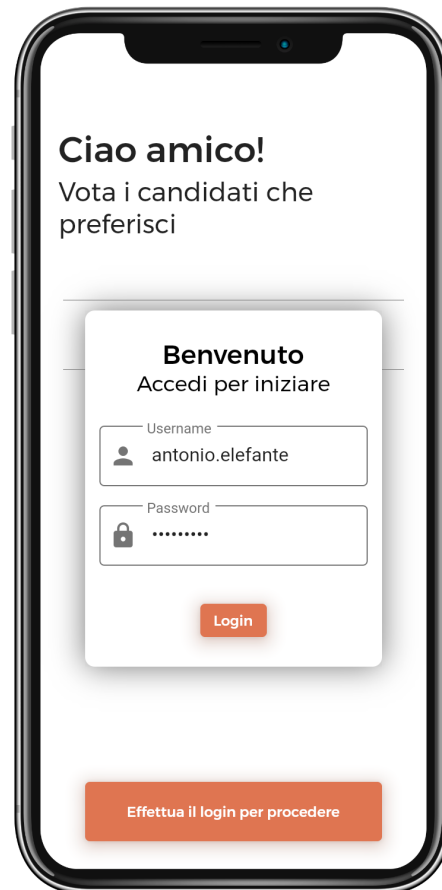 Ciao amico!
Vota i candidati che
preferisci
Benvenuto
Accedi per iniziare
Username
antonio.elefante
Password
•••••••••
Login
Effettua il login per procedere